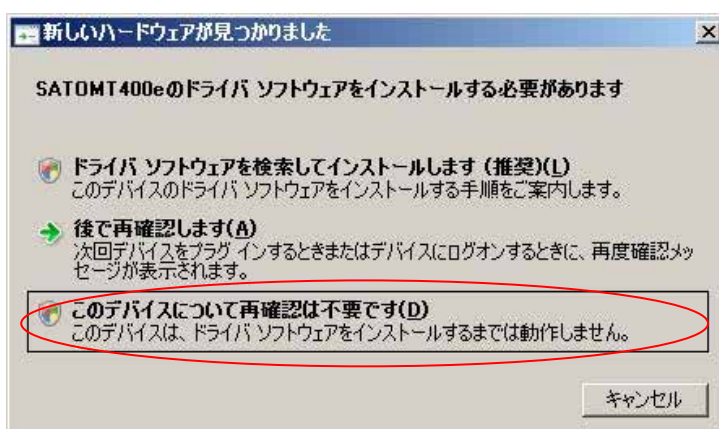 新しいハードウェアが見つかりました
SATOMT400eのドライバ ソフトウェアをインストールする必要があります
ドライバ ソフトウェアを検索してインストールします (推奨)(L)
このデバイスのドライバ ソフトウェアをインストールする手順をご案内します。
後で再確認します(A)
次回デバイスをプラグ インするときまたはデバイスにログオンするときに、再度確認メッ
セージが表示されます。
このデバイスについて再確認は不要です(D)
このデバイスは、ドライバ ソフトウェアをインストールするまでは動作しません。
キャンセル